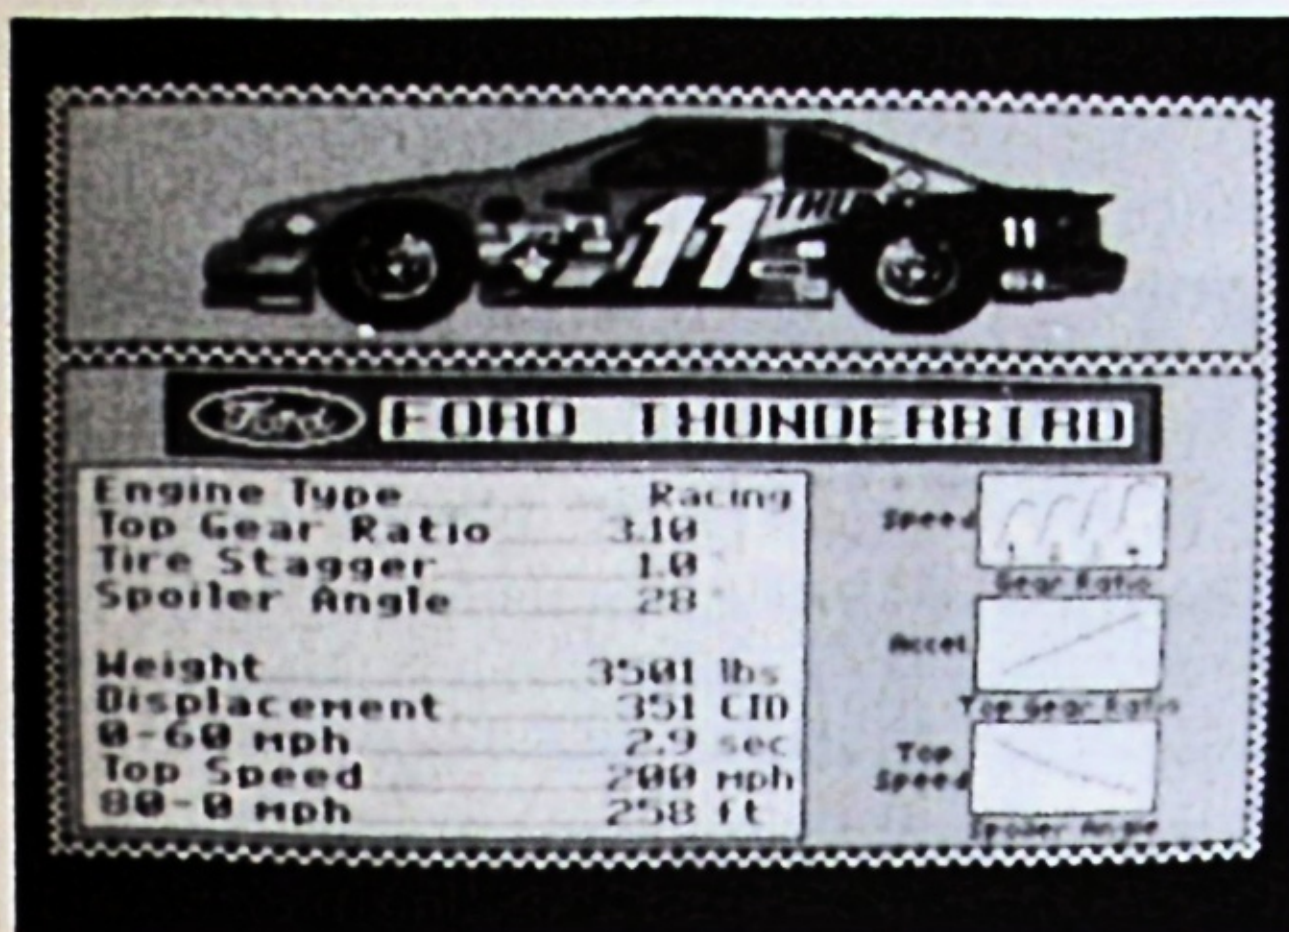 11 THU
11
Ford FORD THUNDERBIRD
Engine Type Racing
Top Gear Ratio 3.10
Tire Stagger 1.0
Spoiler Angle 28
Weight 3501 lbs
Displacement 351 CID
0-60 mph 2.9 sec
Top Speed 200 mph
80-0 mph 258 ft
Speed
Gear Ratio
Accel
Top Gear Ratio
Top
Speed
Spoiler Angle